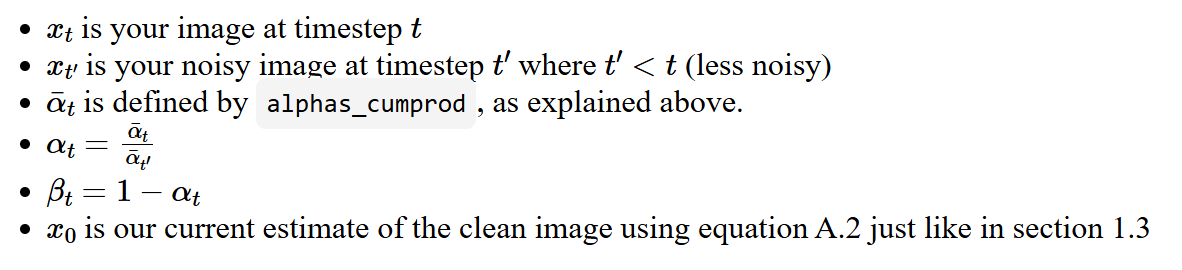 • $x_t$ is your image at timestep $t$
• $x_{t'}$ is your noisy image at timestep $t'$ where $t' < t$ (less noisy)
• $\bar{\alpha}_t$ is defined by alphas_cumprod , as explained above.
• $\alpha_t = \frac{\bar{\alpha}_t}{\bar{\alpha}_{t'}}$
• $\beta_t = 1 - \alpha_t$
• $x_0$ is our current estimate of the clean image using equation A.2 just like in section 1.3